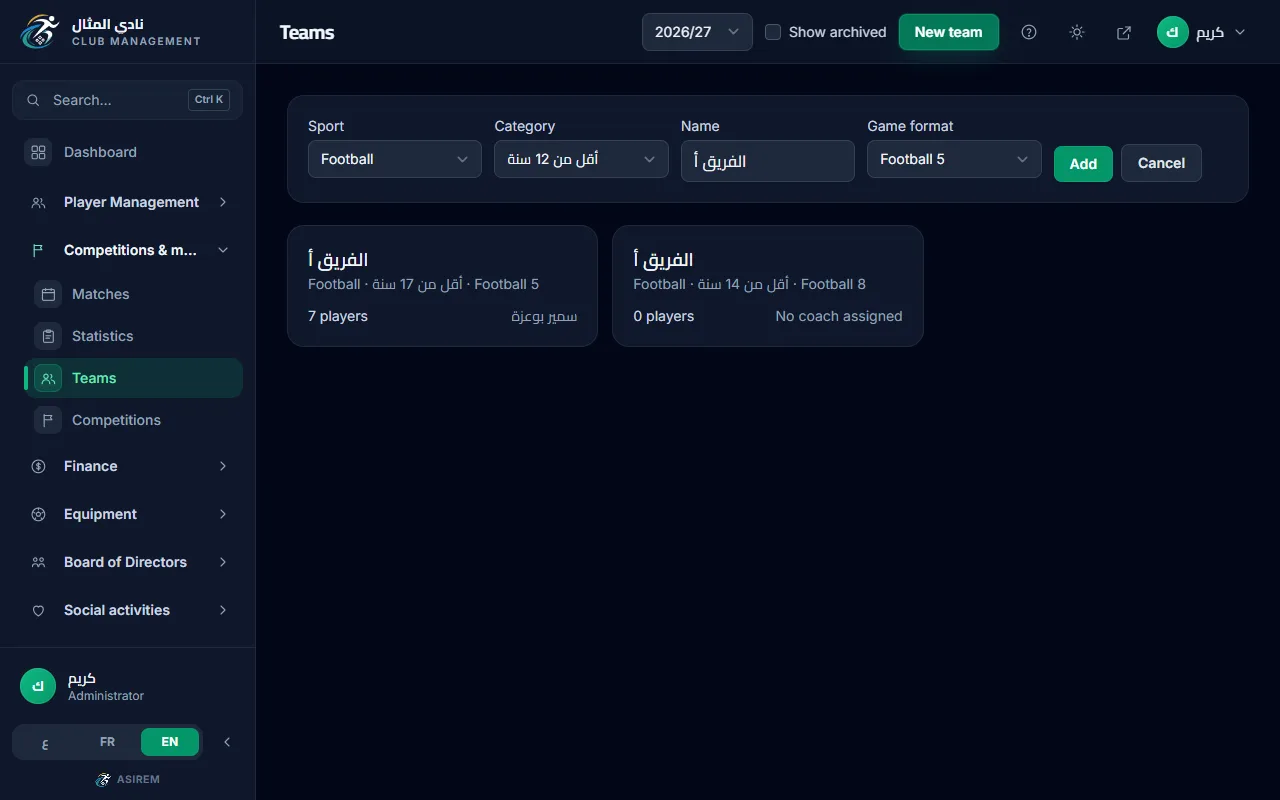 نادي المثال
CLUB MANAGEMENT
Search...
Ctrl K
Dashboard
Player Management
Competitions & m...
Matches
Statistics
Teams
Competitions
Finance
Equipment
Board of Directors
Social activities
ك
كريم
Administrator
ع
FR
EN
ASIREM
Teams
2026/27
Show archived
New team
ك
كريم
Sport
Category
Name
Game format
Football
أقل من 12 سنة
الفريق أ
Football 5
Add
Cancel
الفريق أ
Football · أقل من 17 سنة · Football 5
7 players
سمير بوعزة
الفريق أ
Football · أقل من 14 سنة · Football 8
0 players
No coach assigned